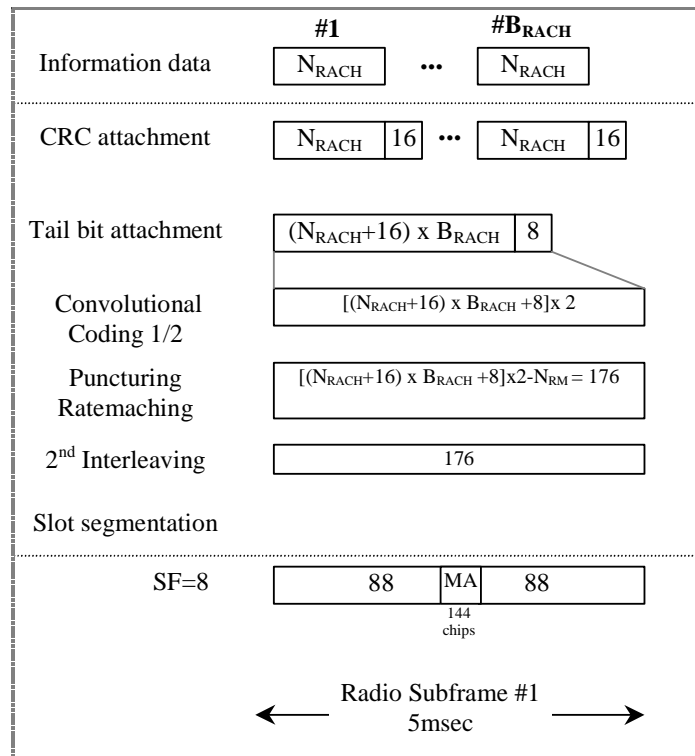 #1 #B_RACH
Information data N_RACH ... N_RACH
CRC attachment N_RACH 16 ... N_RACH 16
Tail bit attachment (N_RACH+16) x B_RACH 8
Convolutional
Coding 1/2
[(N_RACH+16) x B_RACH +8]x 2
Puncturing
Ratemaching
[(N_RACH+16) x B_RACH +8]x2-N_RM = 176
2nd Interleaving 176
Slot segmentation
SF=8 88 MA 88
144
chips
Radio Subframe #1
5msec